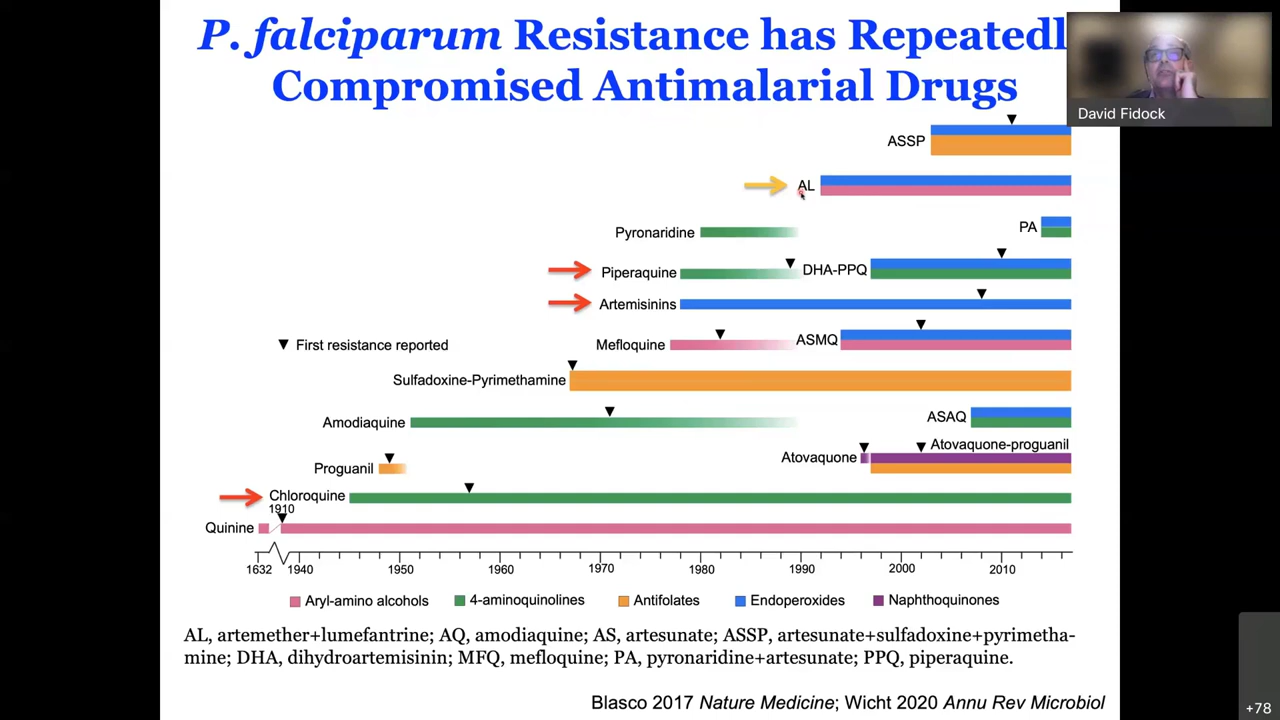 P. falciparum Resistance has Repeatedl
Compromised Antimalarial Drugs
David Fidock
ASSP
AL
Pyronaridine
PA
Piperaquine
DHA-PPQ
Artemisinins
First resistance reported
Mefloquine
ASMQ
Sulfadoxine-Pyrimethamine
Amodiaquine
ASAQ
Atovaquone-proguanil
Atovaquone
Proguanil
Chloroquine
1910
Quinine
1632 1940 1950 1960 1970 1980 1990 2000 2010
Aryl-amino alcohols 4-aminoquinolines Antifolates Endoperoxides Naphthoquinones
AL, artemether+lumefantrine; AQ, amodiaquine; AS, artesunate; ASSP, artesunate+sulfadoxine+pyrimetha-
mine; DHA, dihydroartemisinin; MFQ, mefloquine; PA, pyronaridine+artesunate; PPQ, piperaquine.
Blasco 2017 Nature Medicine; Wicht 2020 Annu Rev Microbiol
+78